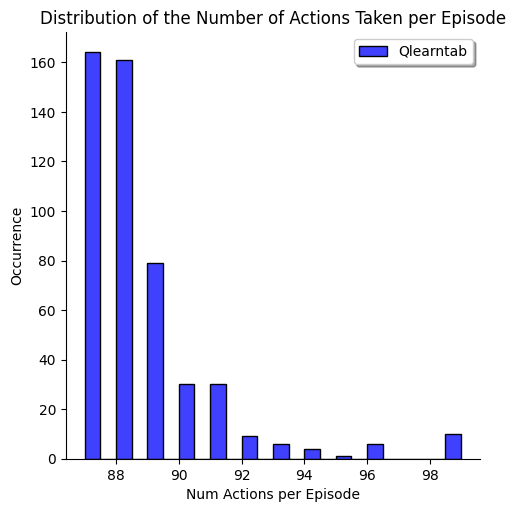 Distribution of the Number of Actions Taken per Episode
Qlearntab
160
140
120
100
80
60
40
20
0
Occurrence
88 90 92 94 96 98
Num Actions per Episode